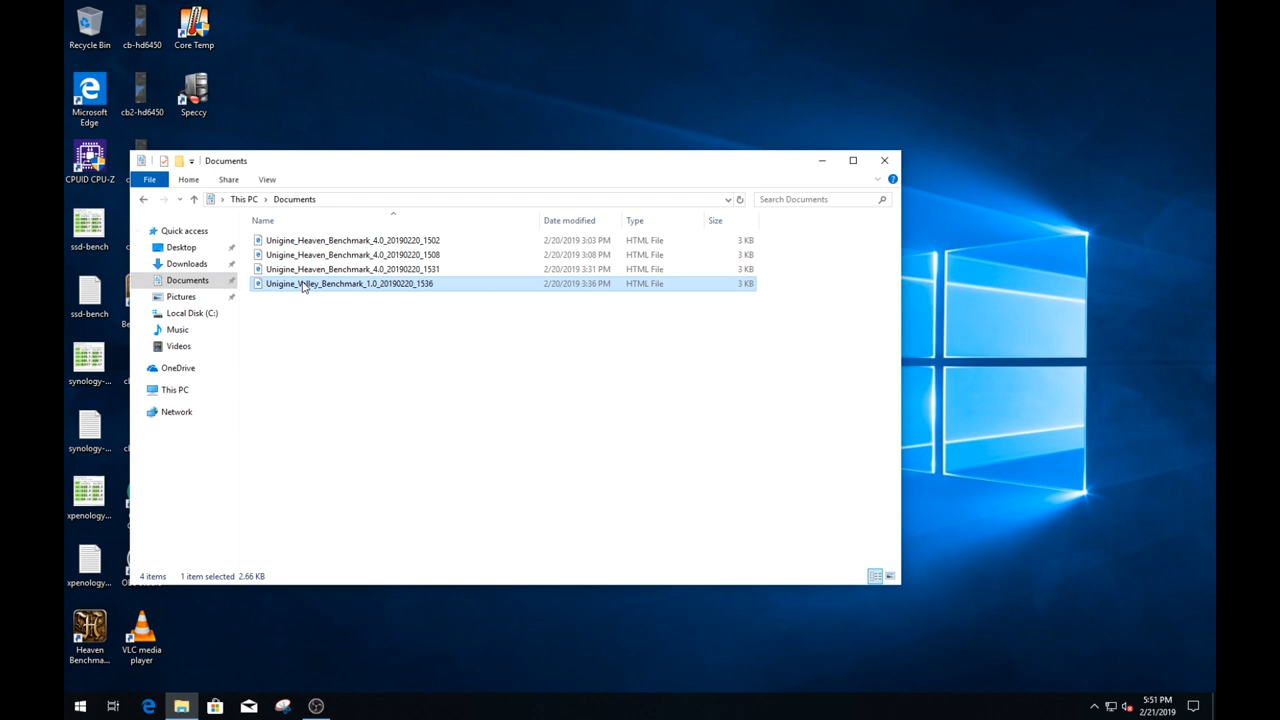 Recycle Bin
cb-hd6450
Core Temp
Microsoft
Edge
cb2-hd6450
Speccy
CPUID CPU-Z
ssd-bench
ssd-bench
synology-...
synology-...
xpenology...
xpenology...
Heaven
Benchma...
VLC media
player
Documents
File
Home
Share
View
This PC
Documents
Search Documents
Quick access
Desktop
Downloads
Documents
Pictures
Local Disk (C:)
Music
Videos
OneDrive
This PC
Network
Name
Date modified
Type
Size
Unigine_Heaven_Benchmark_4.0_20190220_1502
2/20/2019 3:03 PM
HTML File
3 KB
Unigine_Heaven_Benchmark_4.0_20190220_1508
2/20/2019 3:08 PM
HTML File
3 KB
Unigine_Heaven_Benchmark_4.0_20190220_1531
2/20/2019 3:31 PM
HTML File
3 KB
Unigine_Valley_Benchmark_1.0_20190220_1536
2/20/2019 3:36 PM
HTML File
3 KB
4 items
1 item selected 2.66 KB
5:51 PM
2/21/2019